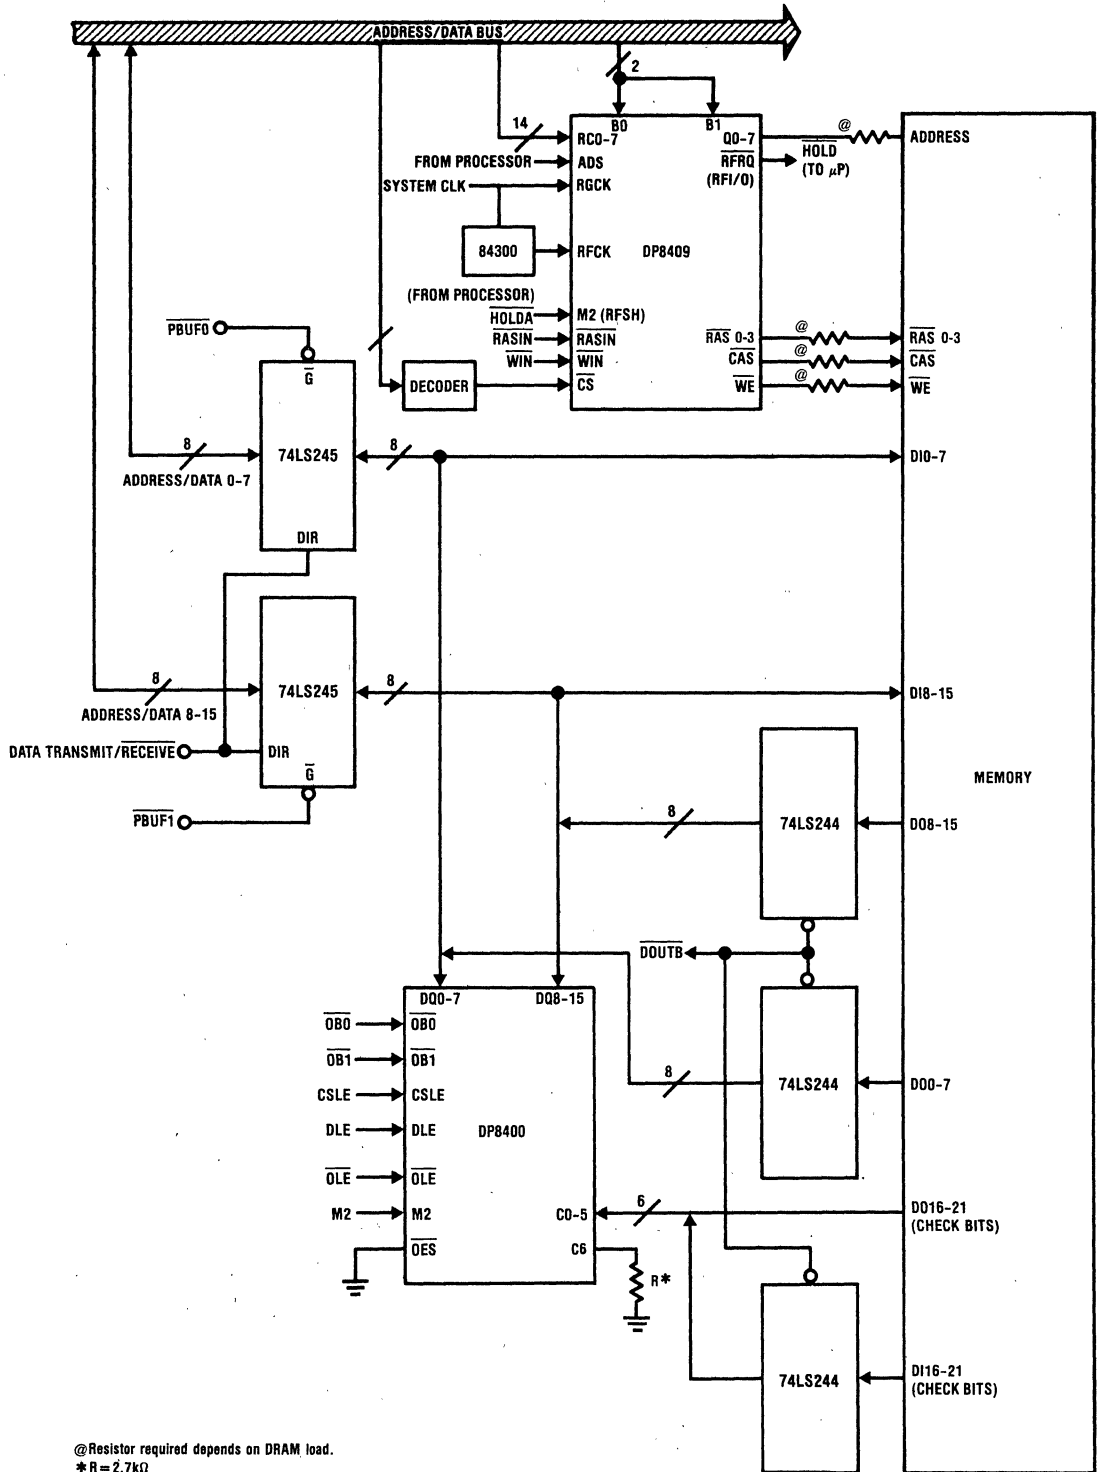 ADDRESS/DATA BUS
2
14
B0
B1
RC0-7
Q0-7
@
ADDRESS
FROM PROCESSOR
ADS
RFRQ
(RFI/O)
HOLD
(TO µP)
SYSTEM CLK
RGCK
84300
RFCK
DP8409
(FROM PROCESSOR)
HOLDA
M2 (RFSH)
RASIN
RASIN
WIN
WIN
DECODER
CS
RAS 0-3
@
RAS 0-3
CAS
@
CAS
WE
@
WE
PBUF0
G
74LS245
8
ADDRESS/DATA 0-7
8
DI0-7
DIR
74LS245
8
ADDRESS/DATA 8-15
8
DI8-15
DATA TRANSMIT/RECEIVE
DIR
G
PBUF1
MEMORY
8
74LS244
DO8-15
DOUTB
DQ0-7
DQ8-15
OB0
OB0
OB1
OB1
CSLE
CSLE
DLE
DLE
OLE
OLE
M2
M2
OES
DP8400
8
74LS244
DO0-7
C0-5
6
DO16-21
(CHECK BITS)
C6
R*
74LS244
DI16-21
(CHECK BITS)
@Resistor required depends on DRAM load.
*R=2.7kΩ